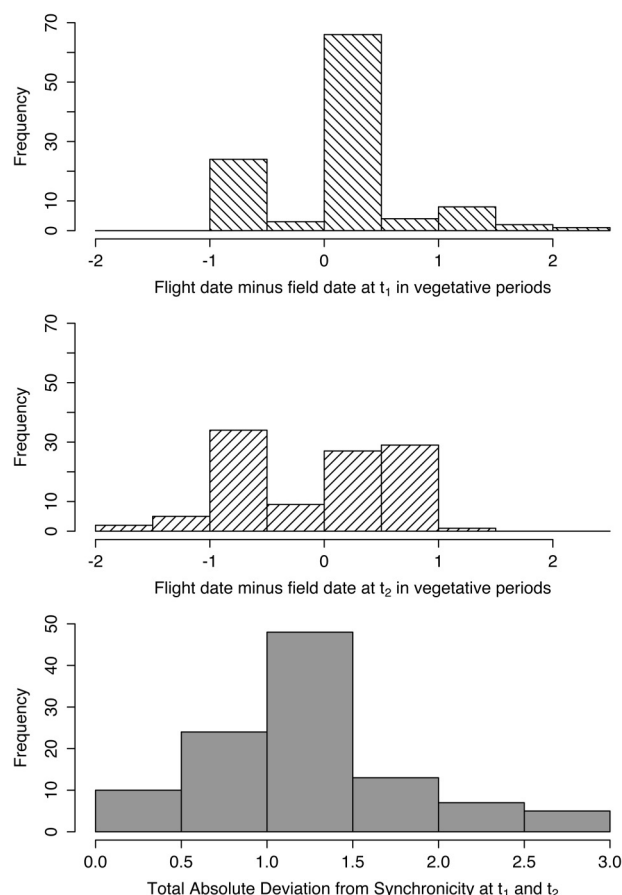 70
50
30
10
0
Frequency
-2 -1 0 1 2
Flight date minus field date at t1 in vegetative periods
70
50
30
10
0
Frequency
-2 -1 0 1 2
Flight date minus field date at t2 in vegetative periods
50
40
30
20
10
0
Frequency
0.0 0.5 1.0 1.5 2.0 2.5 3.0
Total Absolute Deviation from Synchronicity at t1 and t2